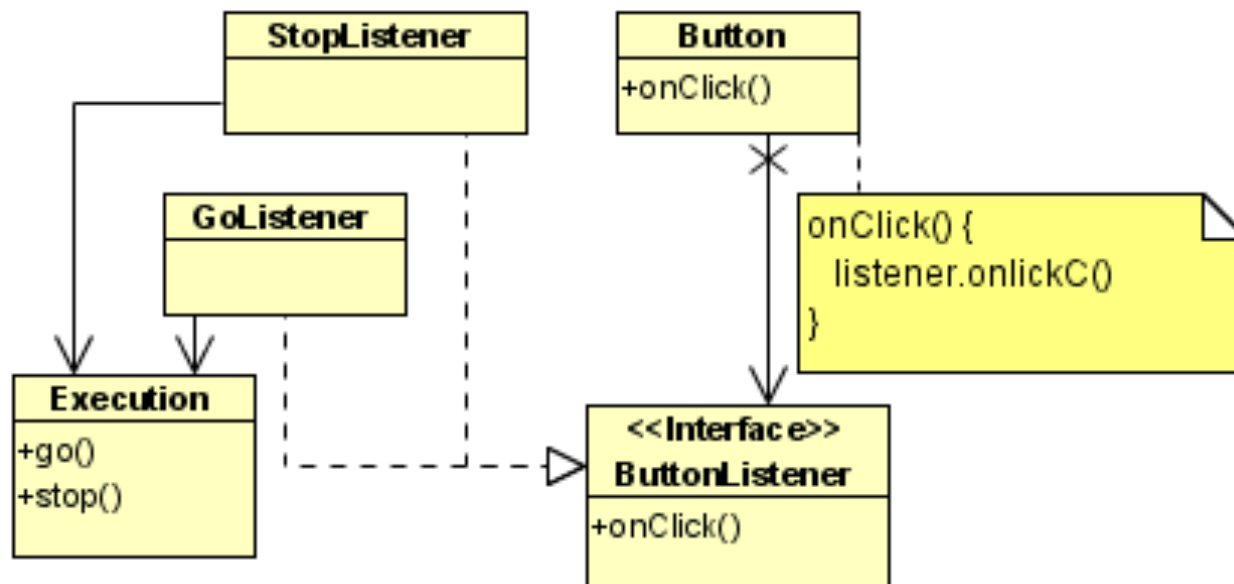 StopListener
Button
+onClick()
GoListener
onClick() {
listener.onlickC()
}
Execution
+go()
+stop()
<<Interface>>
ButtonListener
+onClick()